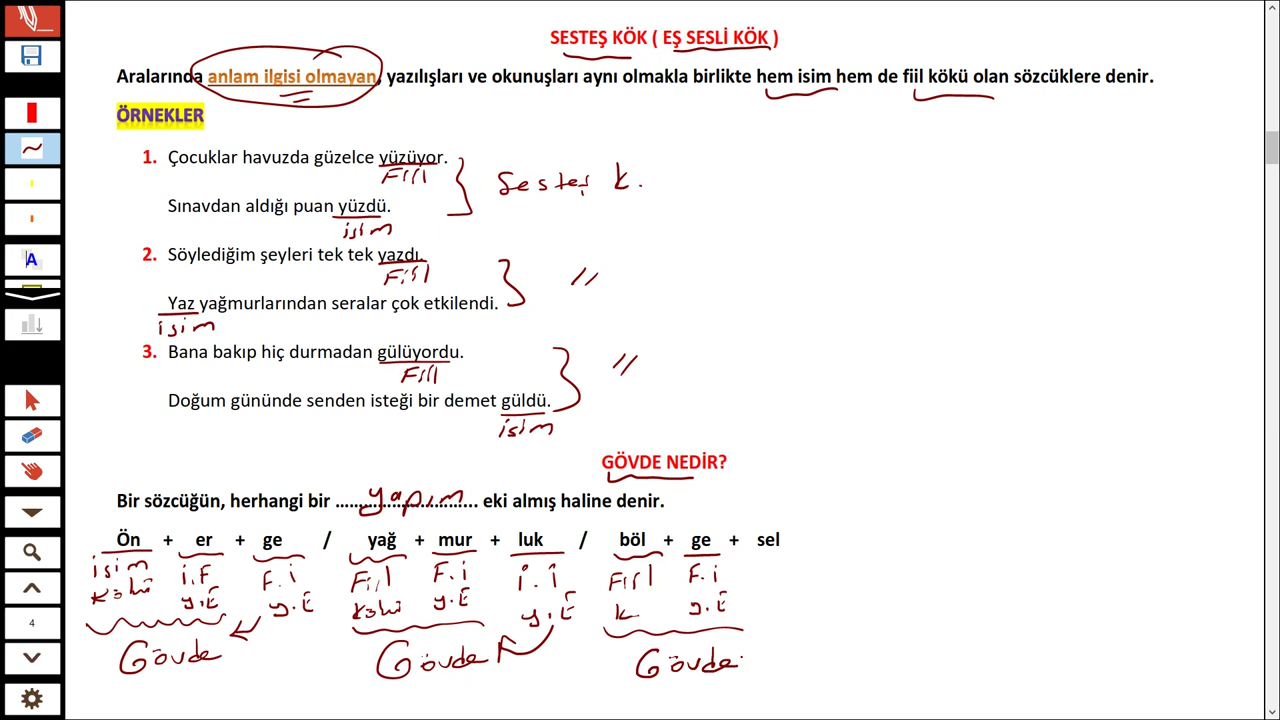 SESTEŞ KÖK ( EŞ SESLİ KÖK )
Aralarında anlam ilgisi olmayan, yazılışları ve okunuşları aynı olmakla birlikte hem isim hem de fiil kökü olan sözcüklere denir.
ÖRNEKLER
1. Çocuklar havuzda güzelce yüzüyor.
Fiil
Sesteş k.
Sınavdan aldığı puan yüzdü.
isim
2. Söylediğim şeyleri tek tek yazdı.
Fiil
//
Yaz yağmurlarından seralar çok etkilendi.
isim
3. Bana bakıp hiç durmadan gülüyordu.
Fiil
//
Doğum gününde senden isteği bir demet güldü.
isim
GÖVDE NEDİR?
Bir sözcüğün, herhangi bir ...yapım... eki almış haline denir.
Ön + er + ge / yağ + mur + luk / böl + ge + sel
isim i.F F.i Fiil F.i İ.İ Fiil F.i
kökü y.E y.E kökü y.E y.E k y.E
Gövde Gövde Gövde
A
4